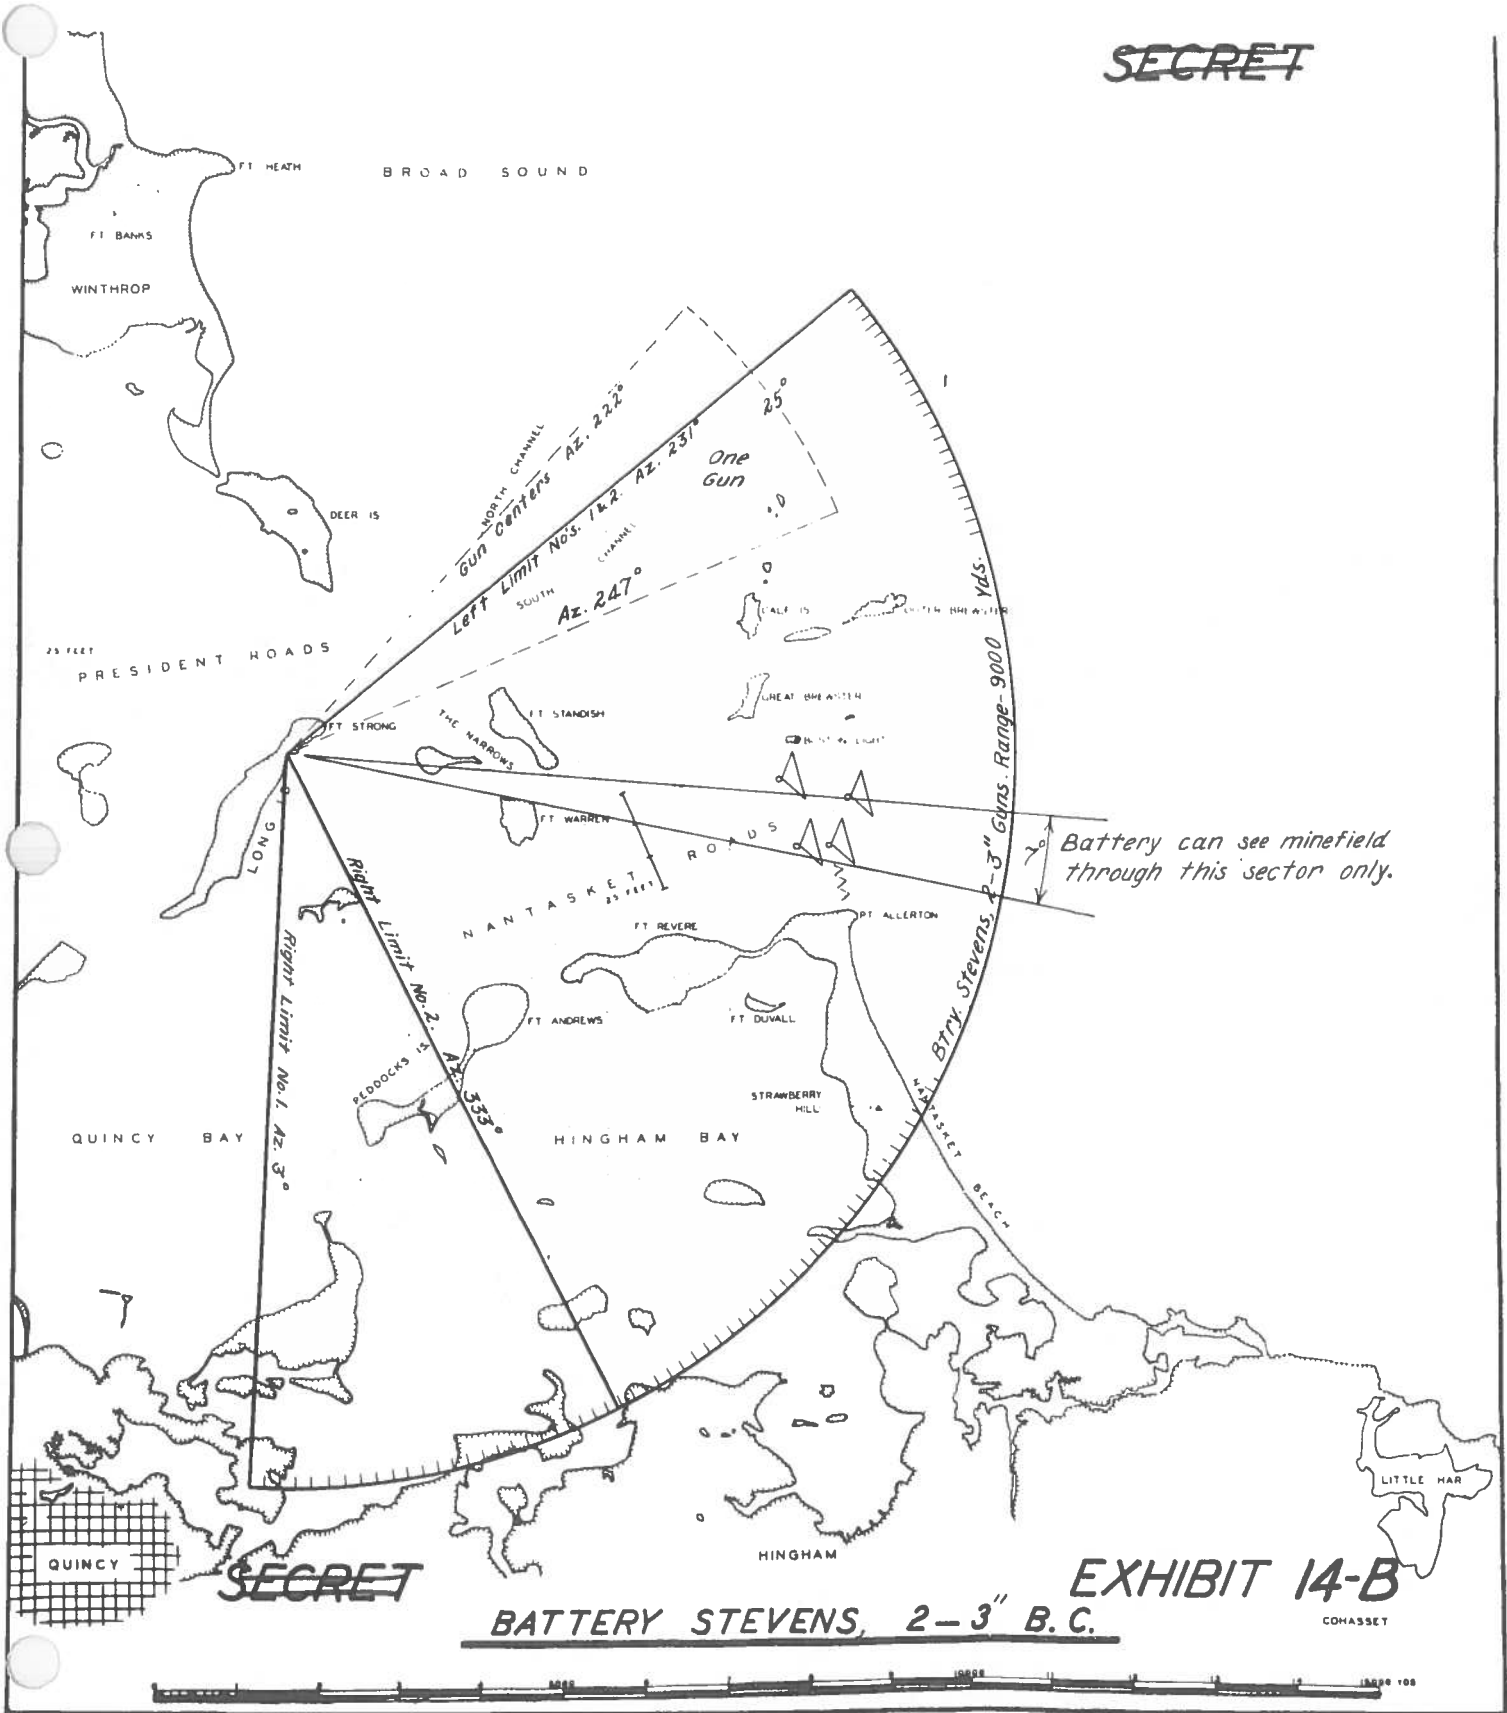 SECRET
FT HEATH
BROAD SOUND
FT BANKS
WINTHROP
NORTH CHANNEL
Gun Centers Az. 222°
25°
Left Limit No's. 1&2. Az. 231°
One
Gun
DEER IS
SOUTH CHANNEL
Az. 247°
CALF IS
OUTER BREWSTER
25 FEET
PRESIDENT ROADS
GREAT BREWSTER
FT STRONG
THE NARROWS
FT STANDISH
LONG
FT WARREN
NANTASKET ROADS
25 FEET
7°
Battery can see minefield
through this sector only.
Btry. Stevens, 2-3" Guns. Range-9000 Yds.
Right Limit No. 2. Az. 333°
Right Limit No. 1. Az. 3°
PT ALLERTON
FT REVERE
FT ANDREWS
FT DUVALL
PEDDOCKS IS
STRAWBERRY
HILL
NANTASKET BEACH
QUINCY BAY
HINGHAM BAY
LITTLE HAR
QUINCY
HINGHAM
SECRET
EXHIBIT 14-B
COHASSET
BATTERY STEVENS, 2-3" B.C.